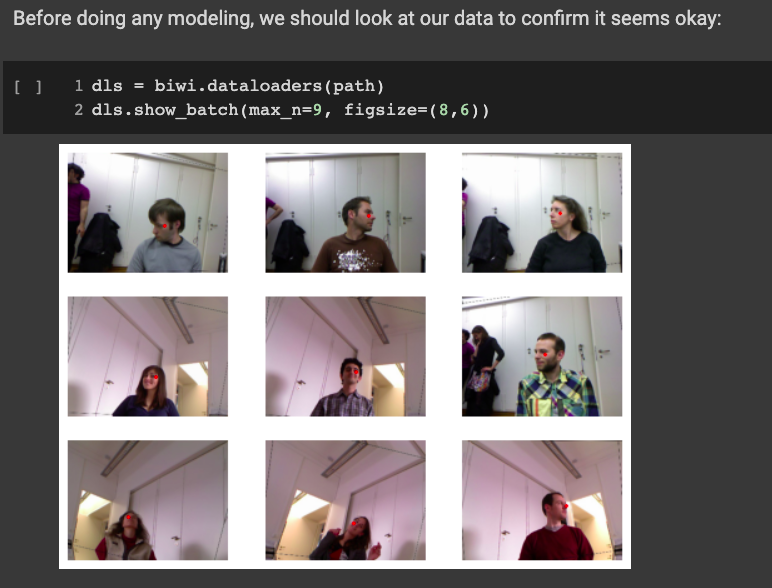 Before doing any modeling, we should look at our data to confirm it seems okay:
[ ] 1 dls = biwi.dataloaders(path)
2 dls.show_batch(max_n=9, figsize=(8,6))